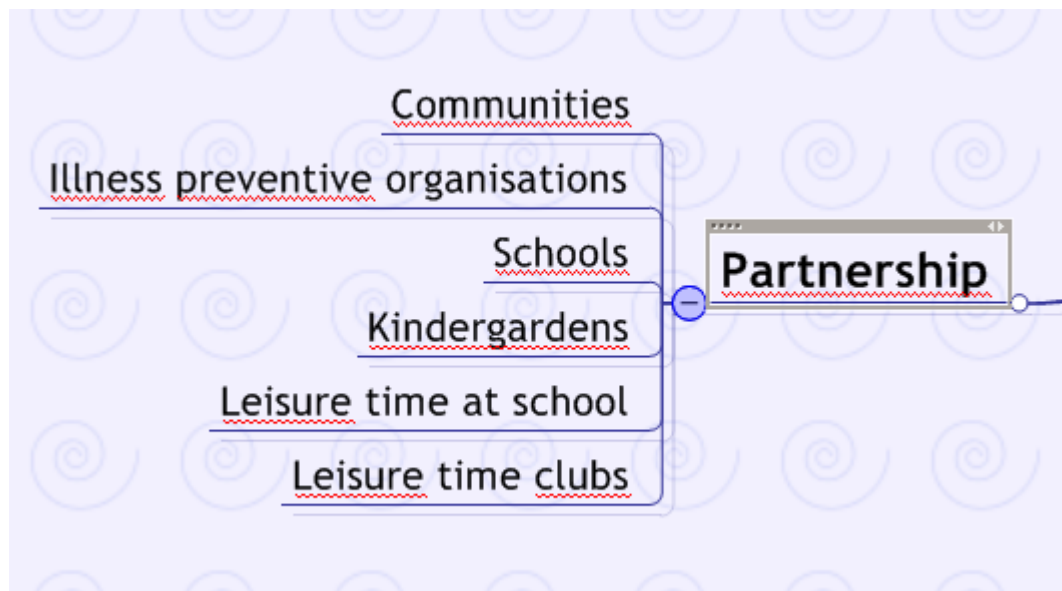 Communities
Illness preventive organisations
Schools
Partnership
Kindergardens
Leisure time at school
Leisure time clubs